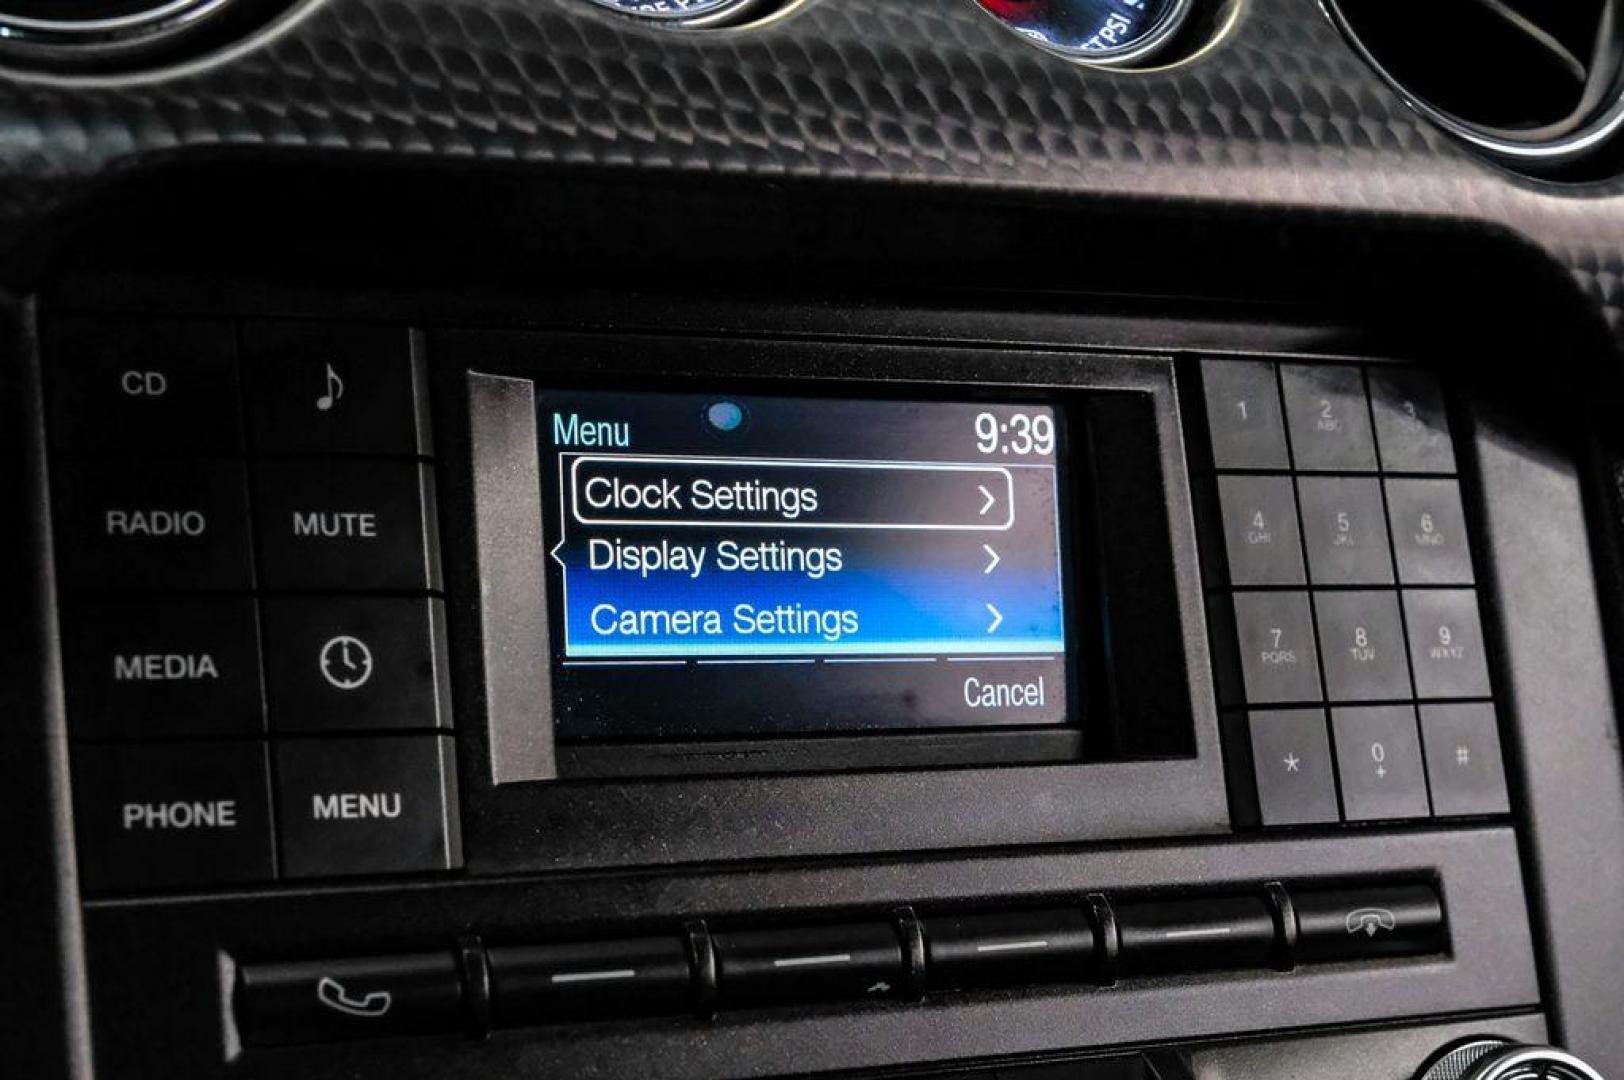 T PSI
CD
RADIO
MUTE
MEDIA
PHONE
MENU
Menu
9:39
Clock Settings
Display Settings
Camera Settings
Cancel
1
2
ABC
3
4
GHI
5
JKL
6
MNO
7
PQRS
8
TUV
9
WXYZ
*
0
+
#